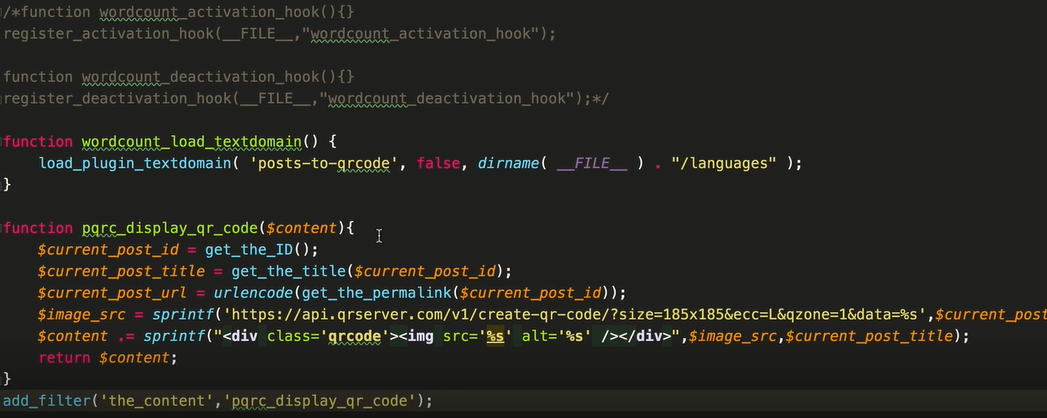 /*function wordcount_activation_hook(){}
register_activation_hook(__FILE__,"wordcount_activation_hook");
function wordcount_deactivation_hook(){}
register_deactivation_hook(__FILE__,"wordcount_deactivation_hook");*/
function wordcount_load_textdomain() {
load_plugin_textdomain( 'posts-to-qrcode', false, dirname( __FILE__ ) . "/languages" );
}
function pqrc_display_qr_code($content){
$current_post_id = get_the_ID();
$current_post_title = get_the_title($current_post_id);
$current_post_url = urlencode(get_the_permalink($current_post_id));
$image_src = sprintf('https://api.qrserver.com/v1/create-qr-code/?size=185x185&ecc=L&qzone=1&data=%s',$current_post
$content .= sprintf("<div class='qrcode'><img src='%s' alt='%s' /></div>",$image_src,$current_post_title);
return $content;
}
add_filter('the_content','pqrc_display_qr_code');